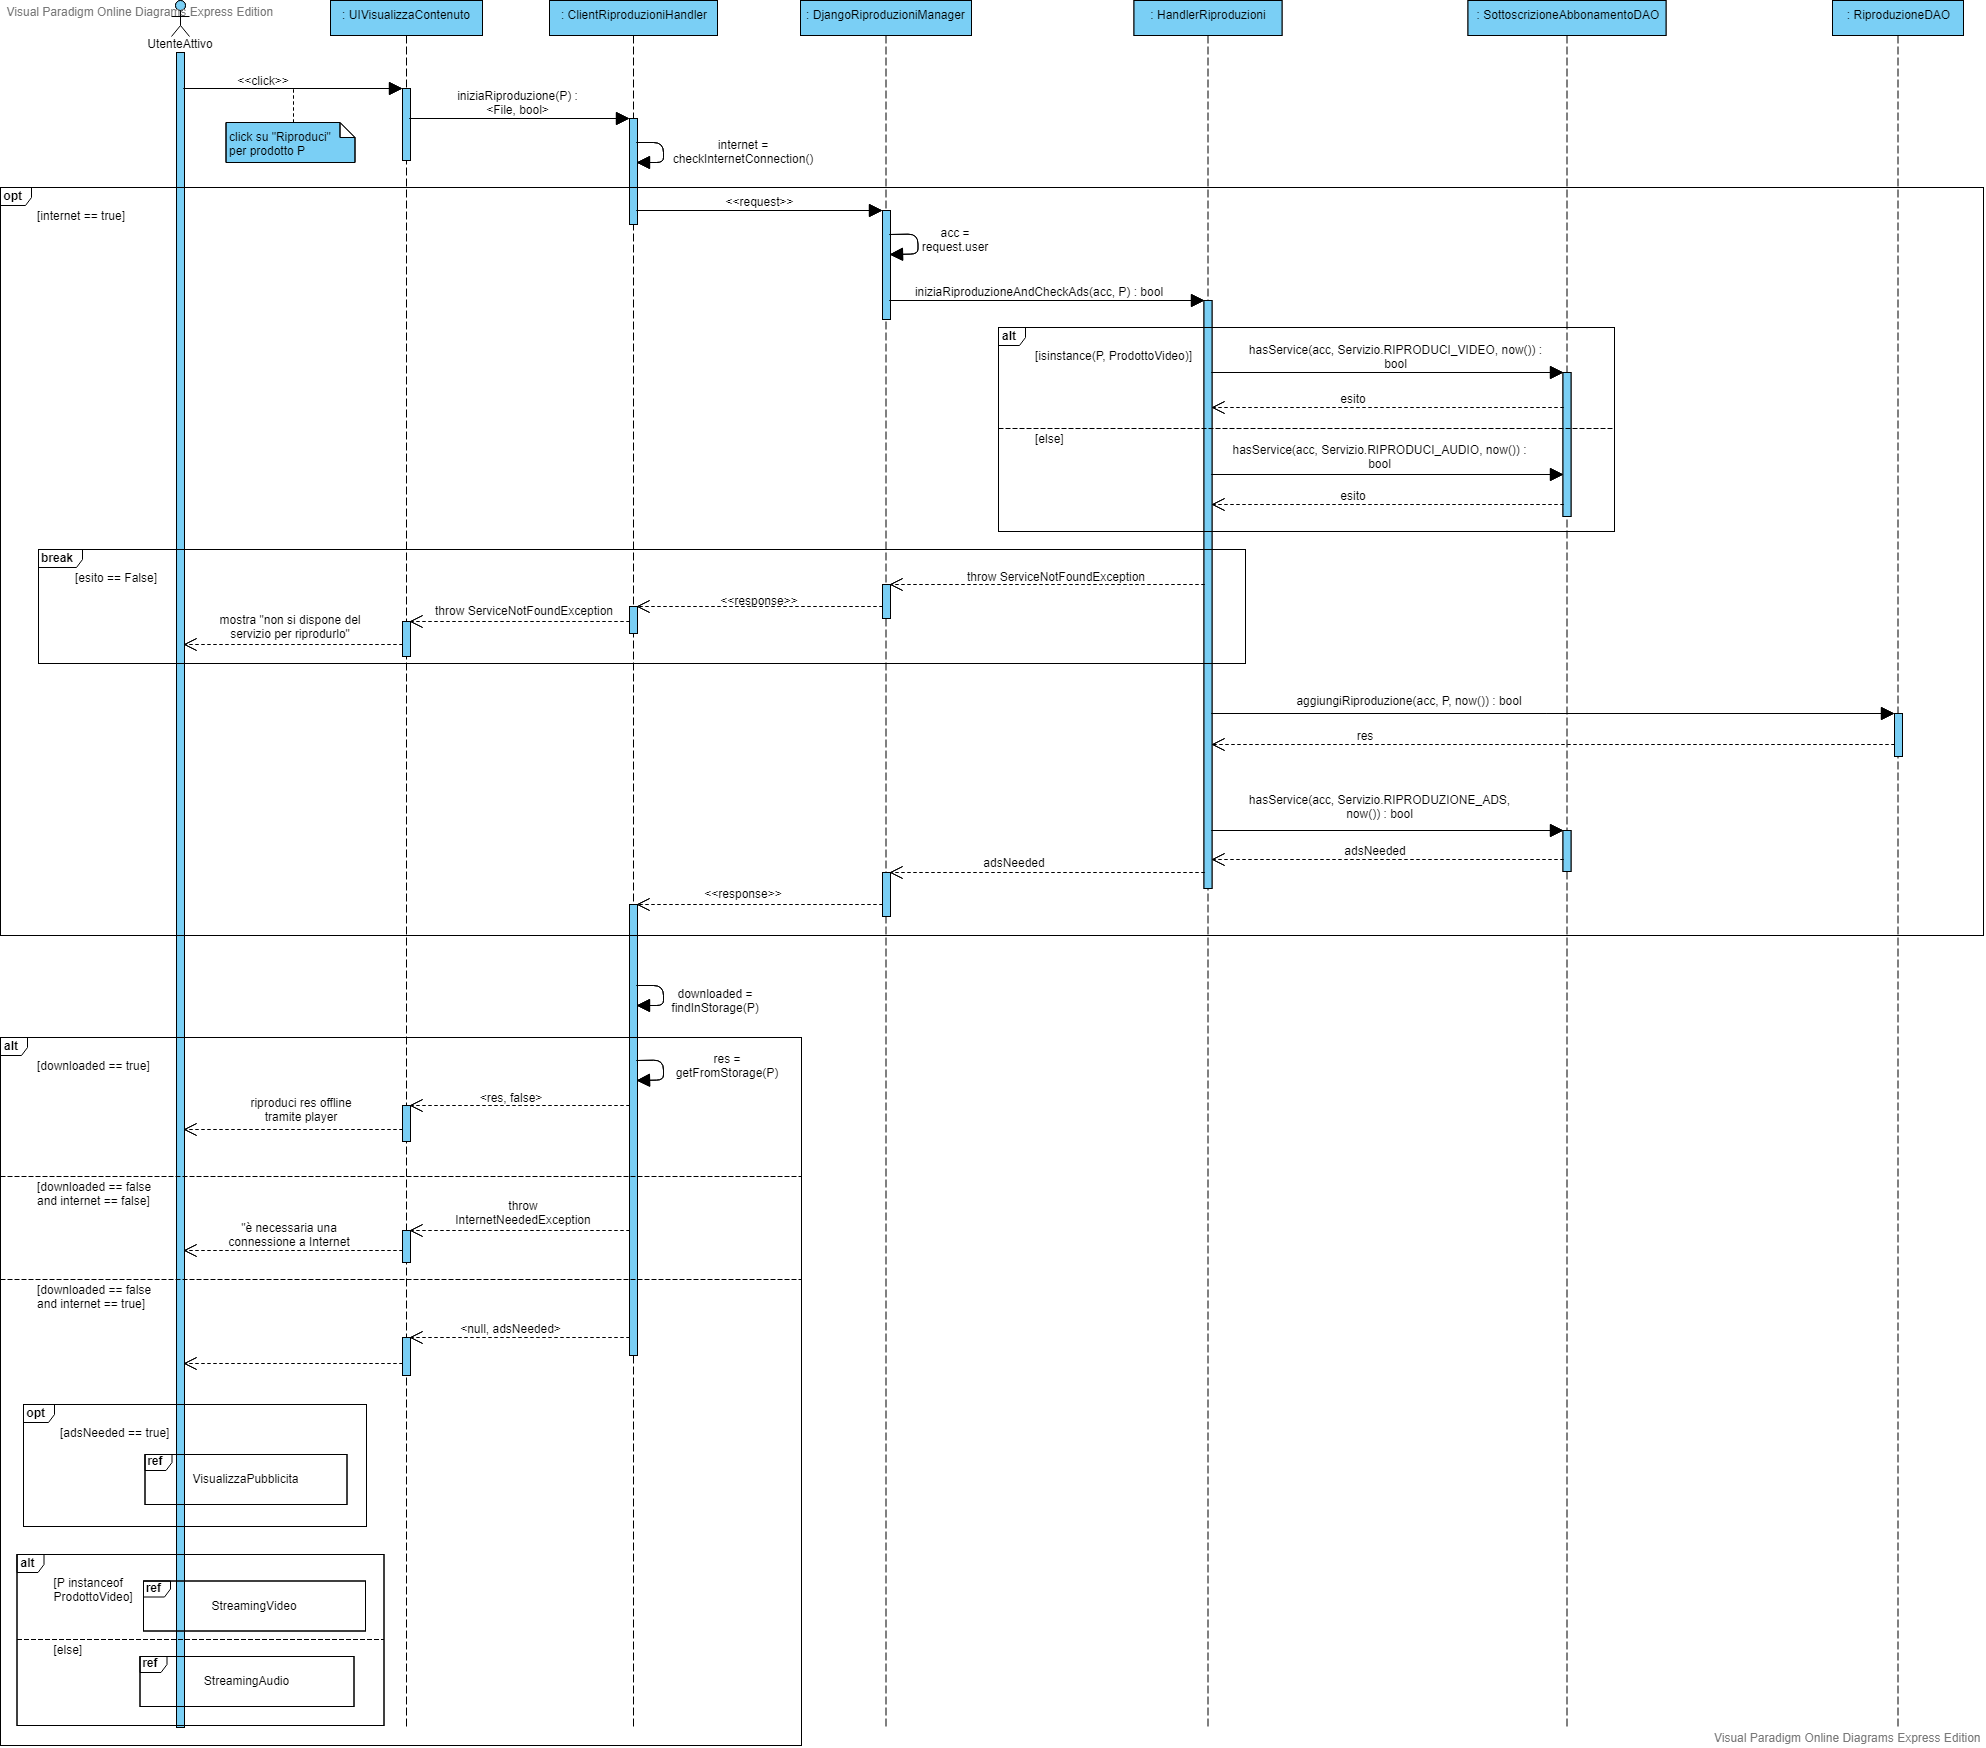 Visual Paradigm Online Diagrams Express Edition
UtenteAttivo
: UIVisualizzaContenuto
: ClientRiproduzioniHandler
: DjangoRiproduzioniManager
: HandlerRiproduzioni
: SottoscrizioneAbbonamentoDAO
: RiproduzioneDAO
<<click>>
click su "Riproduci"
per prodotto P
iniziaRiproduzione(P) :
<File, bool>
internet =
checkInternetConnection()
opt
[internet == true]
<<request>>
acc =
request.user
iniziaRiproduzioneAndCheckAds(acc, P) : bool
alt
[isinstance(P, ProdottoVideo)]
hasService(acc, Servizio.RIPRODUCI_VIDEO, now()) :
bool
esito
[else]
hasService(acc, Servizio.RIPRODUCI_AUDIO, now()) :
bool
esito
break
[esito == False]
throw ServiceNotFoundException
<<response>>
throw ServiceNotFoundException
mostra "non si dispone del
servizio per riprodurlo"
aggiungiRiproduzione(acc, P, now()) : bool
res
hasService(acc, Servizio.RIPRODUZIONE_ADS,
now()) : bool
adsNeeded
adsNeeded
<<response>>
downloaded =
findInStorage(P)
alt
[downloaded == true]
res =
getFromStorage(P)
<res, false>
riproduci res offline
tramite player
[downloaded == false
and internet == false]
throw
InternetNeededException
"è necessaria una
connessione a Internet
[downloaded == false
and internet == true]
<null, adsNeeded>
opt
[adsNeeded == true]
ref
VisualizzaPubblicita
alt
[P instanceof
ProdottoVideo]
ref
StreamingVideo
[else]
ref
StreamingAudio
Visual Paradigm Online Diagrams Express Edition